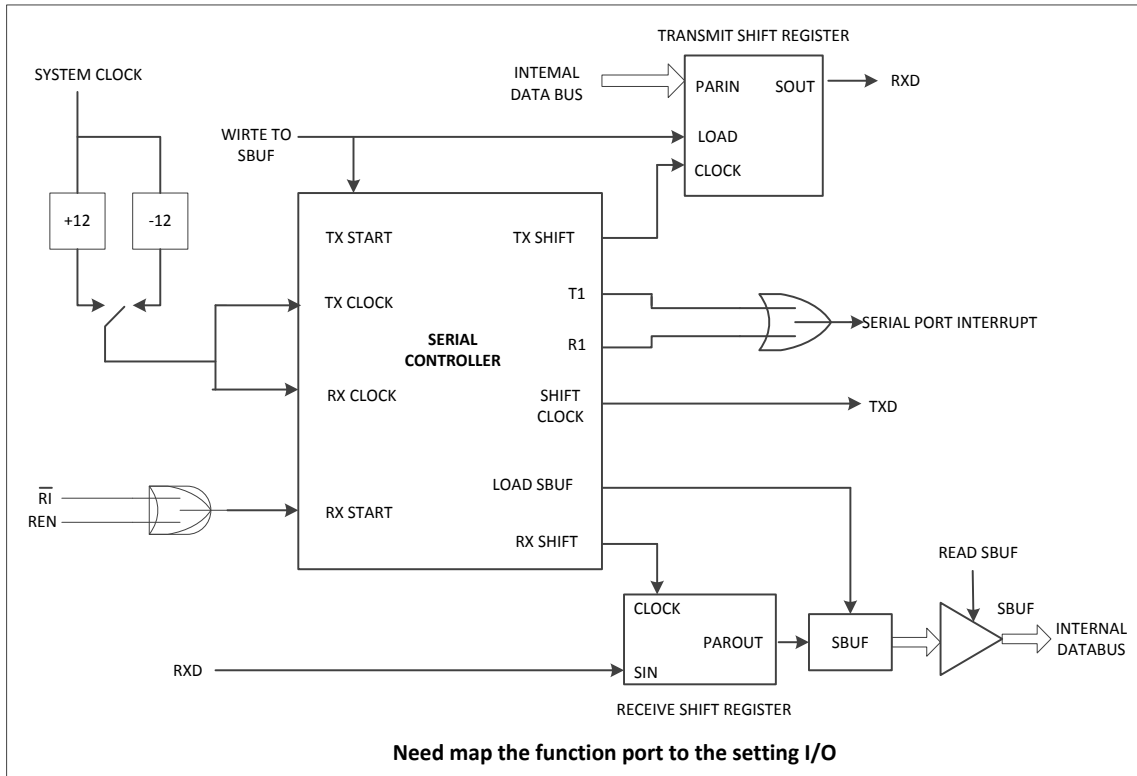 TRANSMIT SHIFT REGISTER
SYSTEM CLOCK
INTEMAL
DATA BUS
PARIN
SOUT
RXD
WIRTE TO
SBUF
LOAD
CLOCK
+12
-12
TX START
TX SHIFT
TX CLOCK
T1
SERIAL
CONTROLLER
R1
SERIAL PORT INTERRUPT
RX CLOCK
SHIFT
CLOCK
TXD
LOAD SBUF
RI
REN
RX START
RX SHIFT
READ SBUF
CLOCK
PAROUT
SBUF
SBUF
INTERNAL
DATABUS
RXD
SIN
RECEIVE SHIFT REGISTER
Need map the function port to the setting I/O